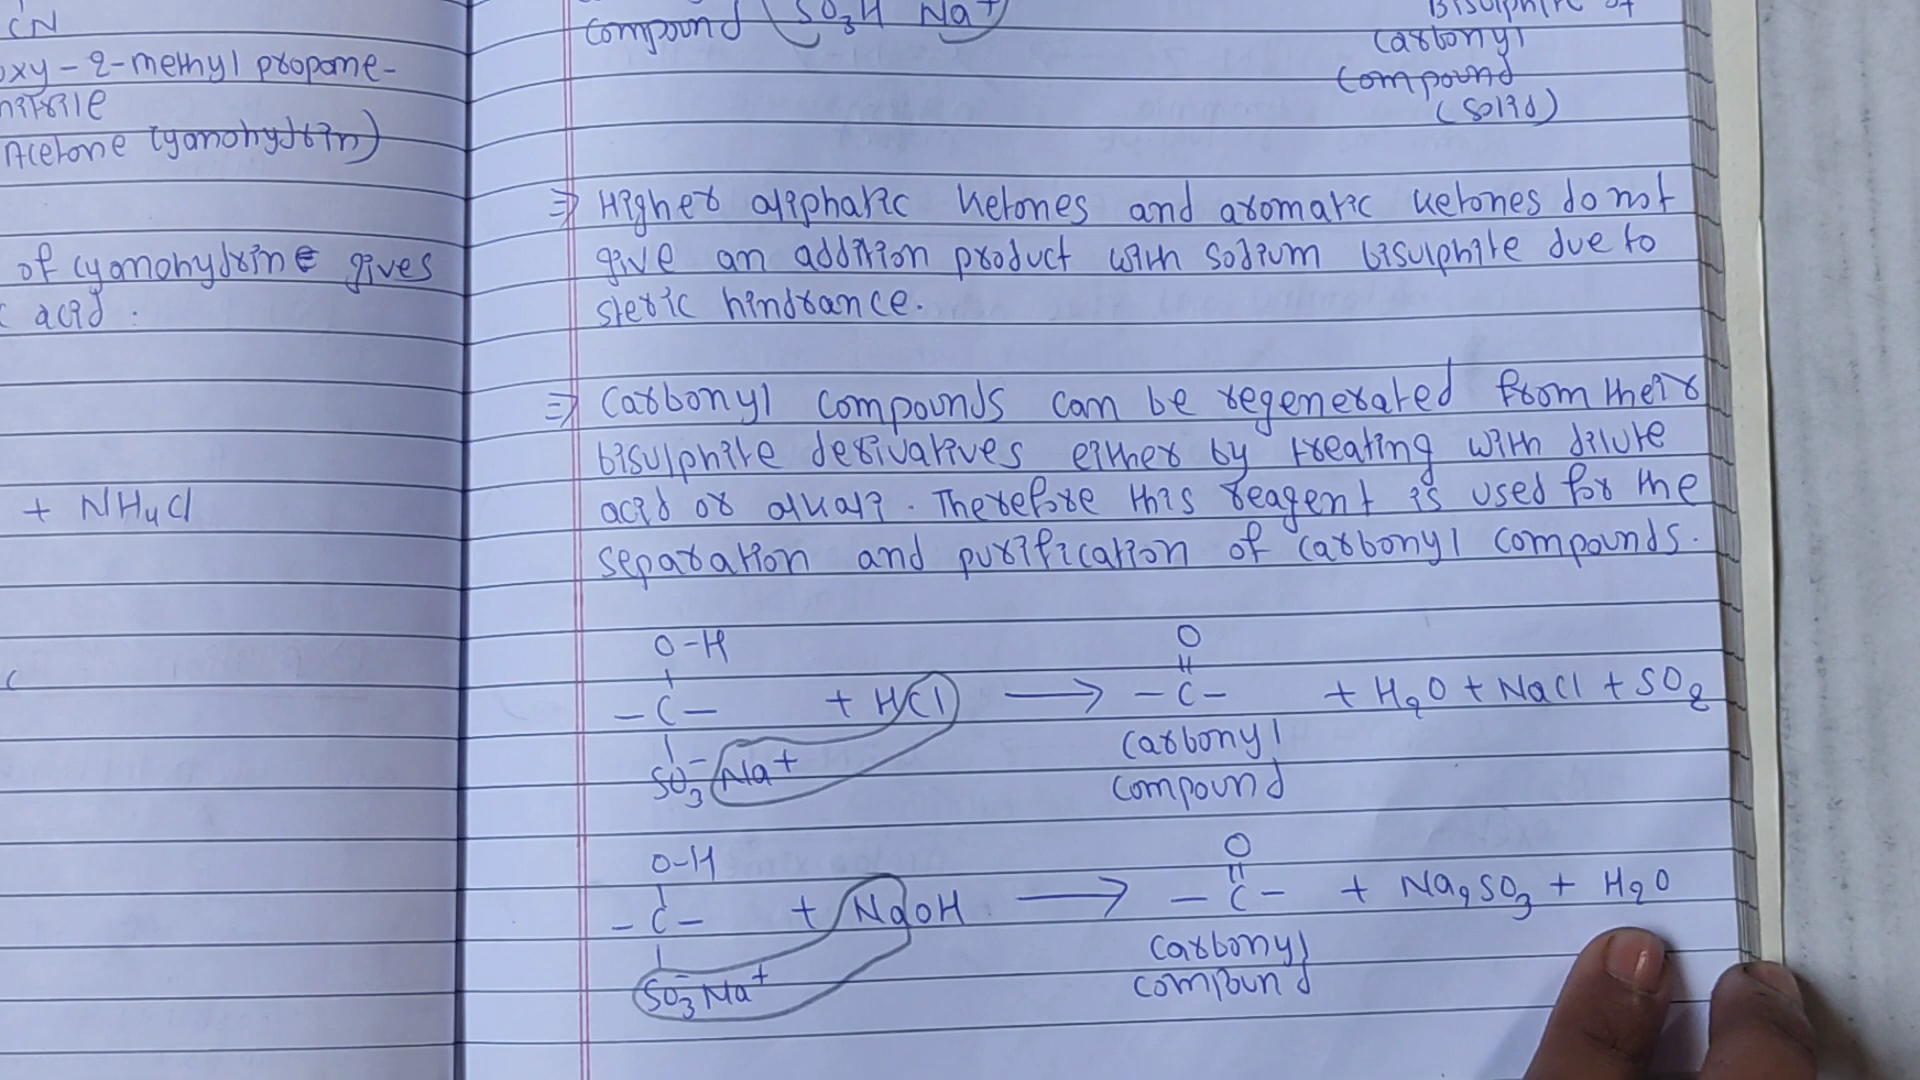 CN
oxy - 2-methyl propane-
nitrile
Acetone cyanohydrin)
of cyanohydrine gives
c acid.
+ NH4Cl
c
compound (SO3H Na+)
Bisulphite of
carbonyl
compound
(solid)
⇒ Higher aliphatic ketones and aromatic ketones do not
give an addition product with sodium bisulphite due to
steric hindrance.
⇒ Carbonyl compounds can be regenerated from their
bisulphite derivatives either by treating with dilute
acid or alkali. Therefore this reagent is used for the
separation and purification of carbonyl compounds.
O-H O
-C- + HCl ⟶ -C- + H2O + NaCl + SO2
SO3⁻Na+ carbonyl
compound
O-H O
-C- + NaOH ⟶ -C- + Na2SO3 + H2O
SO3⁻Na+ carbonyl
compound